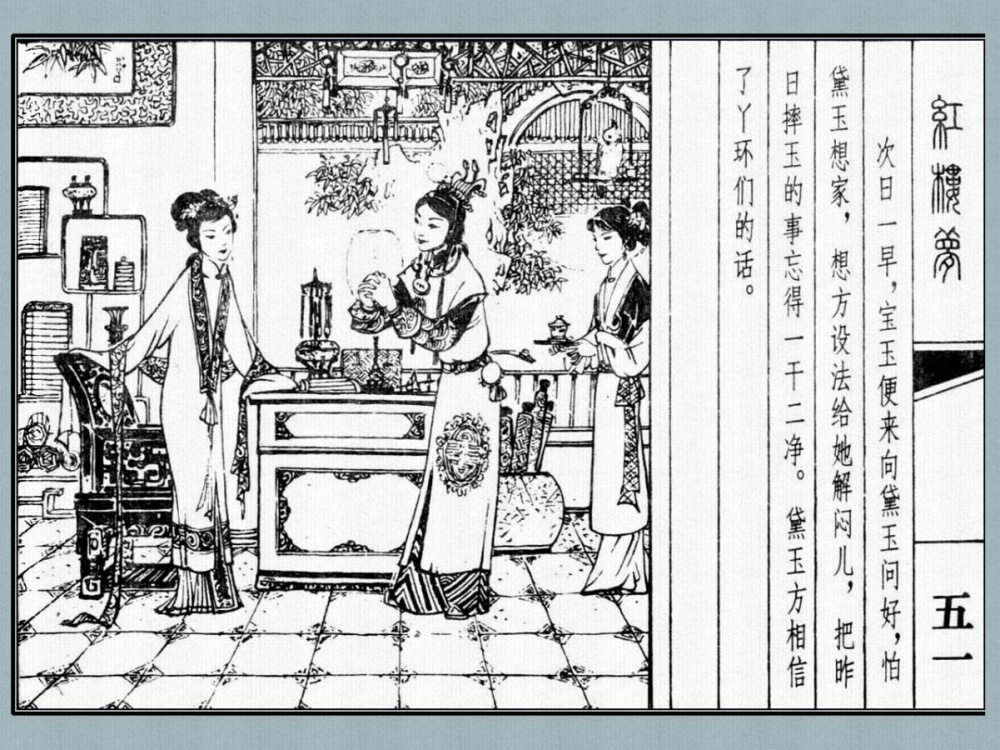 紅樓夢
五一
次日一早，宝玉便来向黛玉问好，怕
黛玉想家，想方设法给她解闷儿，把昨
日摔玉的事忘得一干二净。黛玉方相信
了丫环们的话。